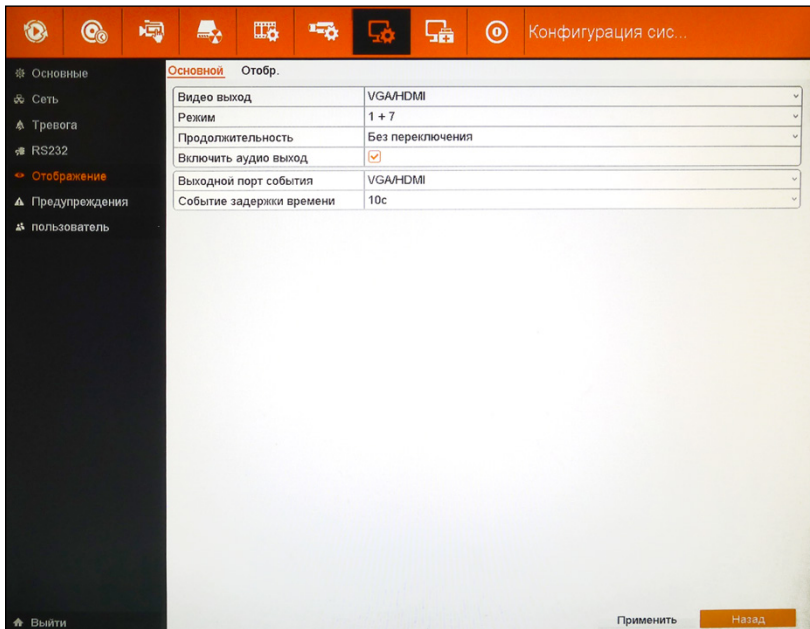 Конфигурация сис...
Основные
Сеть
Тревога
RS232
Отображение
Предупреждения
пользователь
Выйти
Основной Отобр.
Видео выход VGA/HDMI
Режим 1 + 7
Продолжительность Без переключения
Включить аудио выход
Выходной порт события VGA/HDMI
Событие задержки времени 10с
Применить Назад